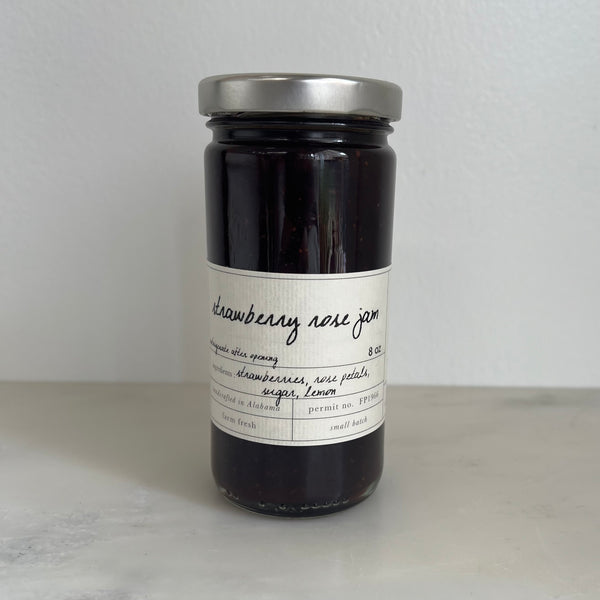 strawberry rose jam
refrigerate after opening
8 oz
ingredients strawberries, rose petals,
sugar, lemon
handcrafted in Alabama
permit no. FP1960
farm fresh
small batch